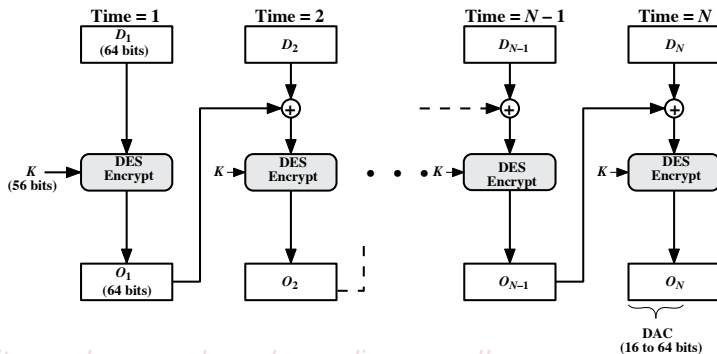 Time = 1
Time = 2
Time = N – 1
Time = N
D1
(64 bits)
D2
DN–1
DN
+
+
+
K
(56 bits)
DES
Encrypt
K
DES
Encrypt
• • •
K
DES
Encrypt
K
DES
Encrypt
O1
(64 bits)
O2
ON–1
ON
DAC
(16 to 64 bits)